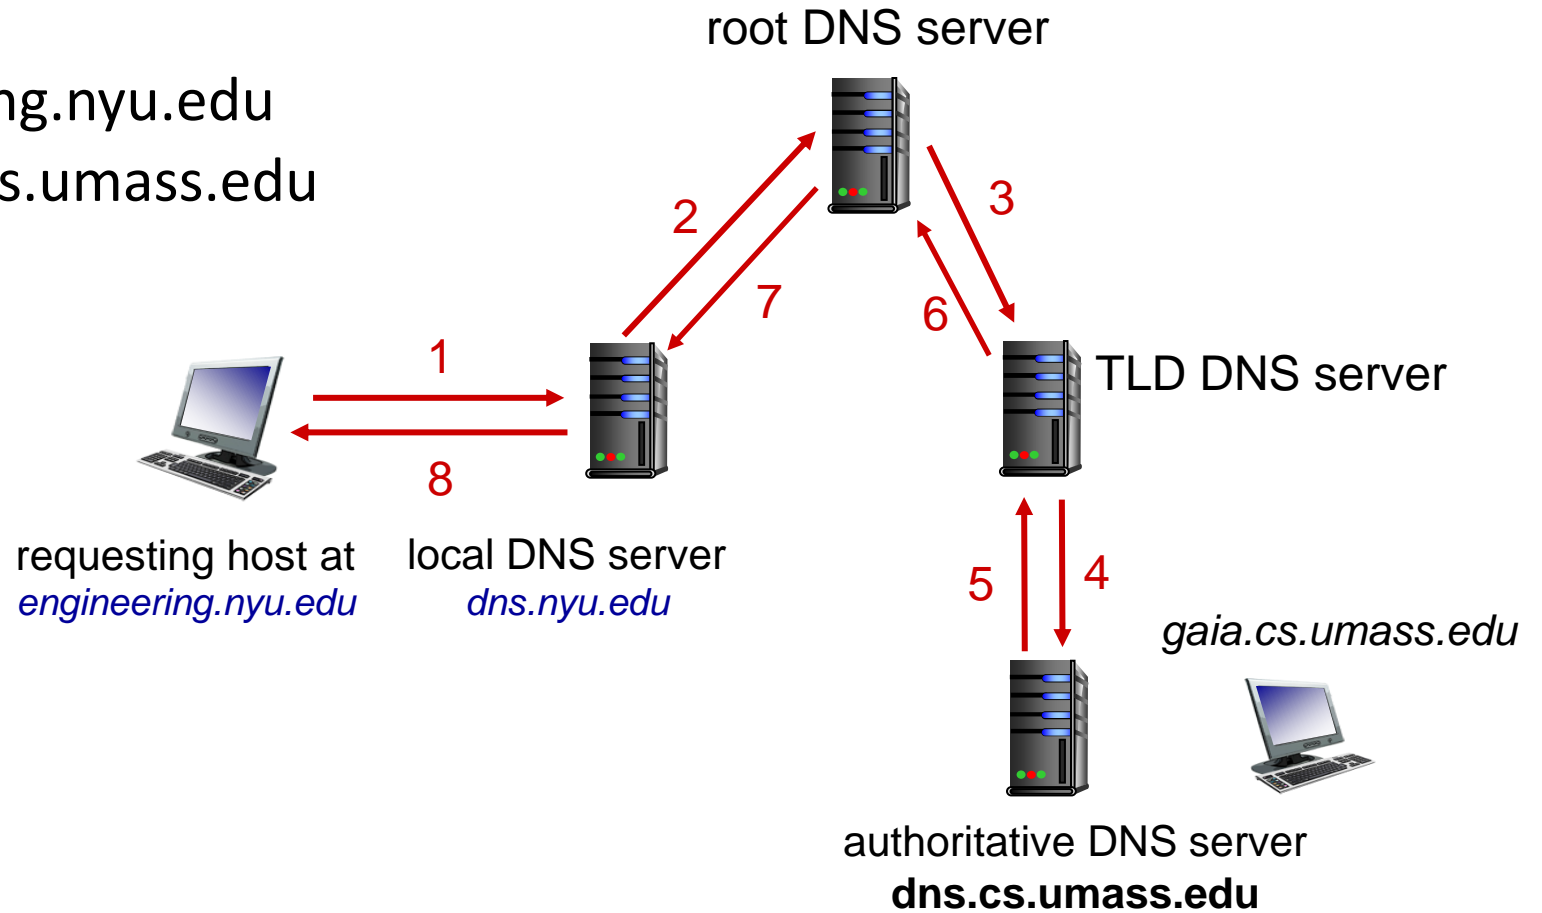 root DNS server
ng.nyu.edu
s.umass.edu
2
3
7
6
1
TLD DNS server
8
requesting host at
engineering.nyu.edu
local DNS server
dns.nyu.edu
5
4
gaia.cs.umass.edu
authoritative DNS server
dns.cs.umass.edu